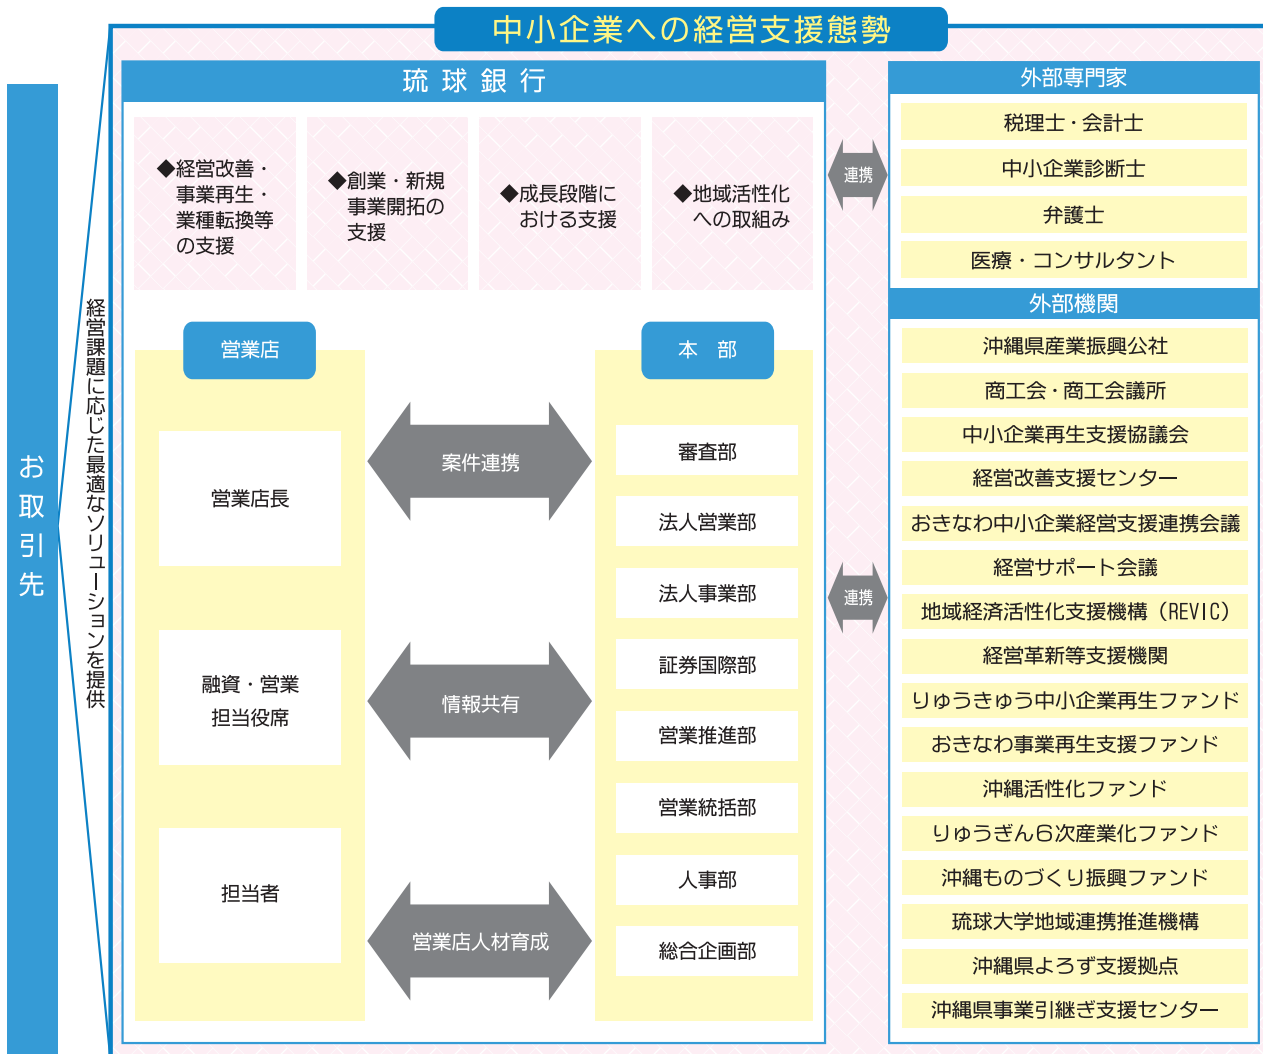 中小企業への経営支援態勢
お取引先
経営課題に応じた最適なソリューションを提供
琉球銀行
◆経営改善・
事業再生・
業種転換等
の支援
◆創業・新規
事業開拓の
支援
◆成長段階に
おける支援
◆地域活性化
への取組み
営業店
営業店長
融資・営業
担当役席
担当者
案件連携
情報共有
営業店人材育成
本 部
審査部
法人営業部
法人事業部
証券国際部
営業推進部
営業統括部
人事部
総合企画部
連携
連携
外部専門家
税理士・会計士
中小企業診断士
弁護士
医療・コンサルタント
外部機関
沖縄県産業振興公社
商工会・商工会議所
中小企業再生支援協議会
経営改善支援センター
おきなわ中小企業経営支援連携会議
経営サポート会議
地域経済活性化支援機構（REVIC）
経営革新等支援機関
りゅうきゅう中小企業再生ファンド
おきなわ事業再生支援ファンド
沖縄活性化ファンド
りゅうぎん６次産業化ファンド
沖縄ものづくり振興ファンド
琉球大学地域連携推進機構
沖縄県よろず支援拠点
沖縄県事業引継ぎ支援センター